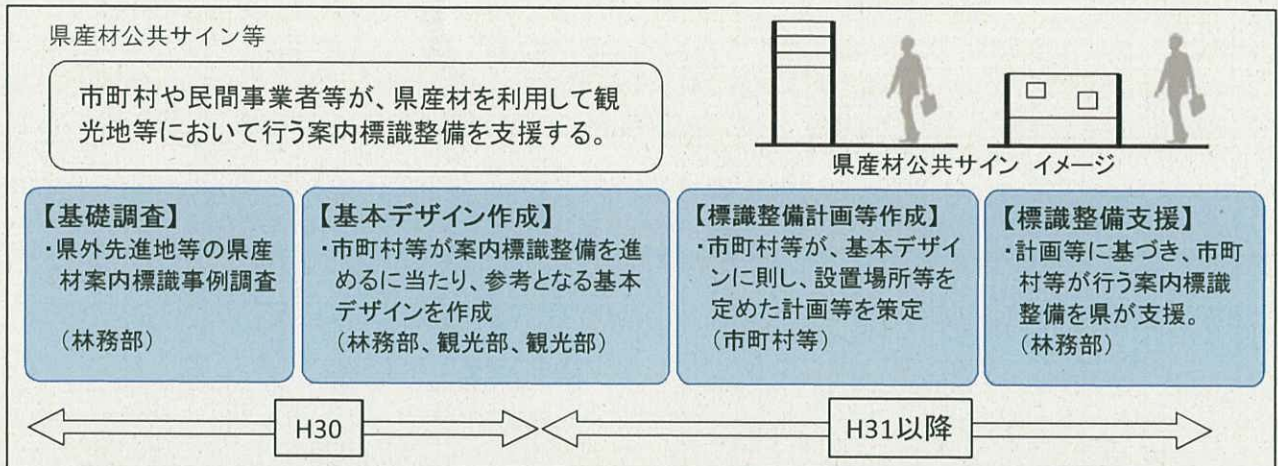 県産材公共サイン等
市町村や民間事業者等が、県産材を利用して観
光地等において行う案内標識整備を支援する。
県産材公共サイン イメージ
【基礎調査】
・県外先進地等の県産
材案内標識事例調査
（林務部）
【基本デザイン作成】
・市町村等が案内標識整備を進
めるに当たり、参考となる基本
デザインを作成
（林務部、観光部、観光部）
【標識整備計画等作成】
・市町村等が、基本デザイ
ンに則し、設置場所等を
定めた計画等を策定
（市町村等）
【標識整備支援】
・計画等に基づき、市町
村等が行う案内標識
整備を県が支援。
（林務部）
H30
H31以降